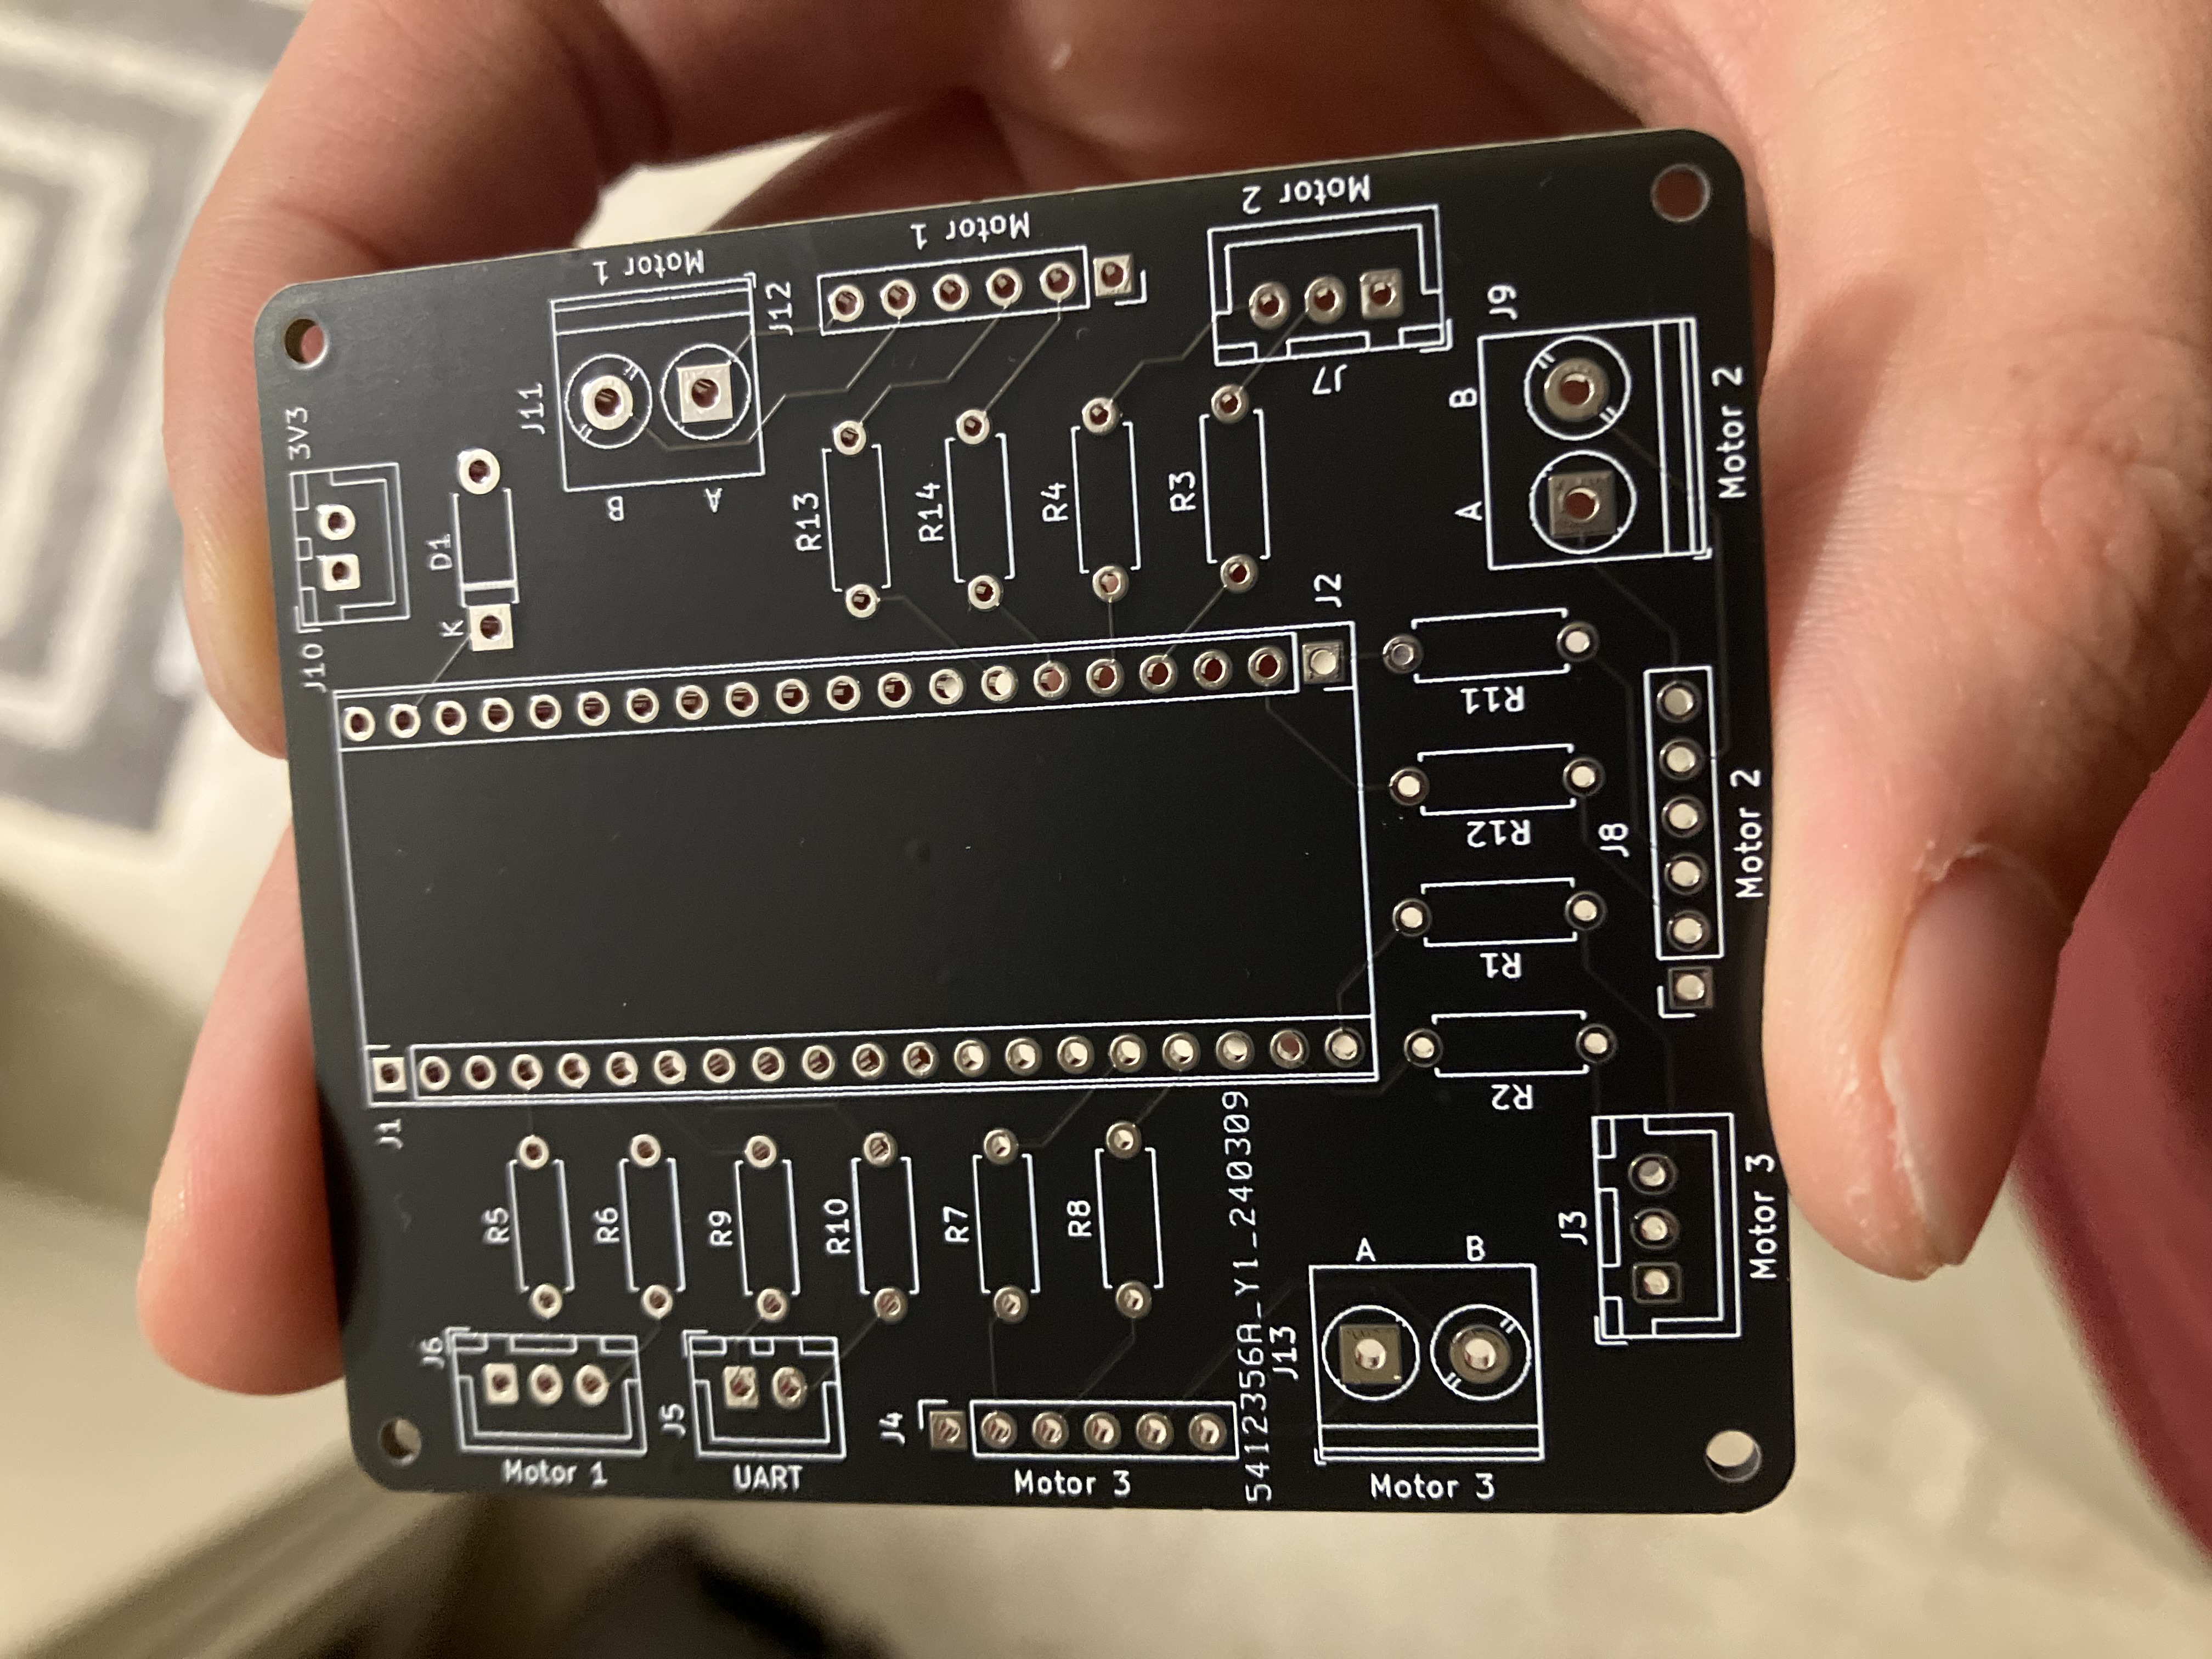 J10 3V3
J1
J6
K D1
R5
Motor 1
J11
R6
B
Motor 1
J5
A
R9
UART
J12
R13
R10
J4
R14
Motor 1
R7
R4
R8
Motor 3
R3
5412356A_Y1_240309
J13
J2
J7
Motor 2
A
Motor 3
B
A B
J9
R2
R1
R12
R11
J3
J8
Motor 3
Motor 2
Motor 2